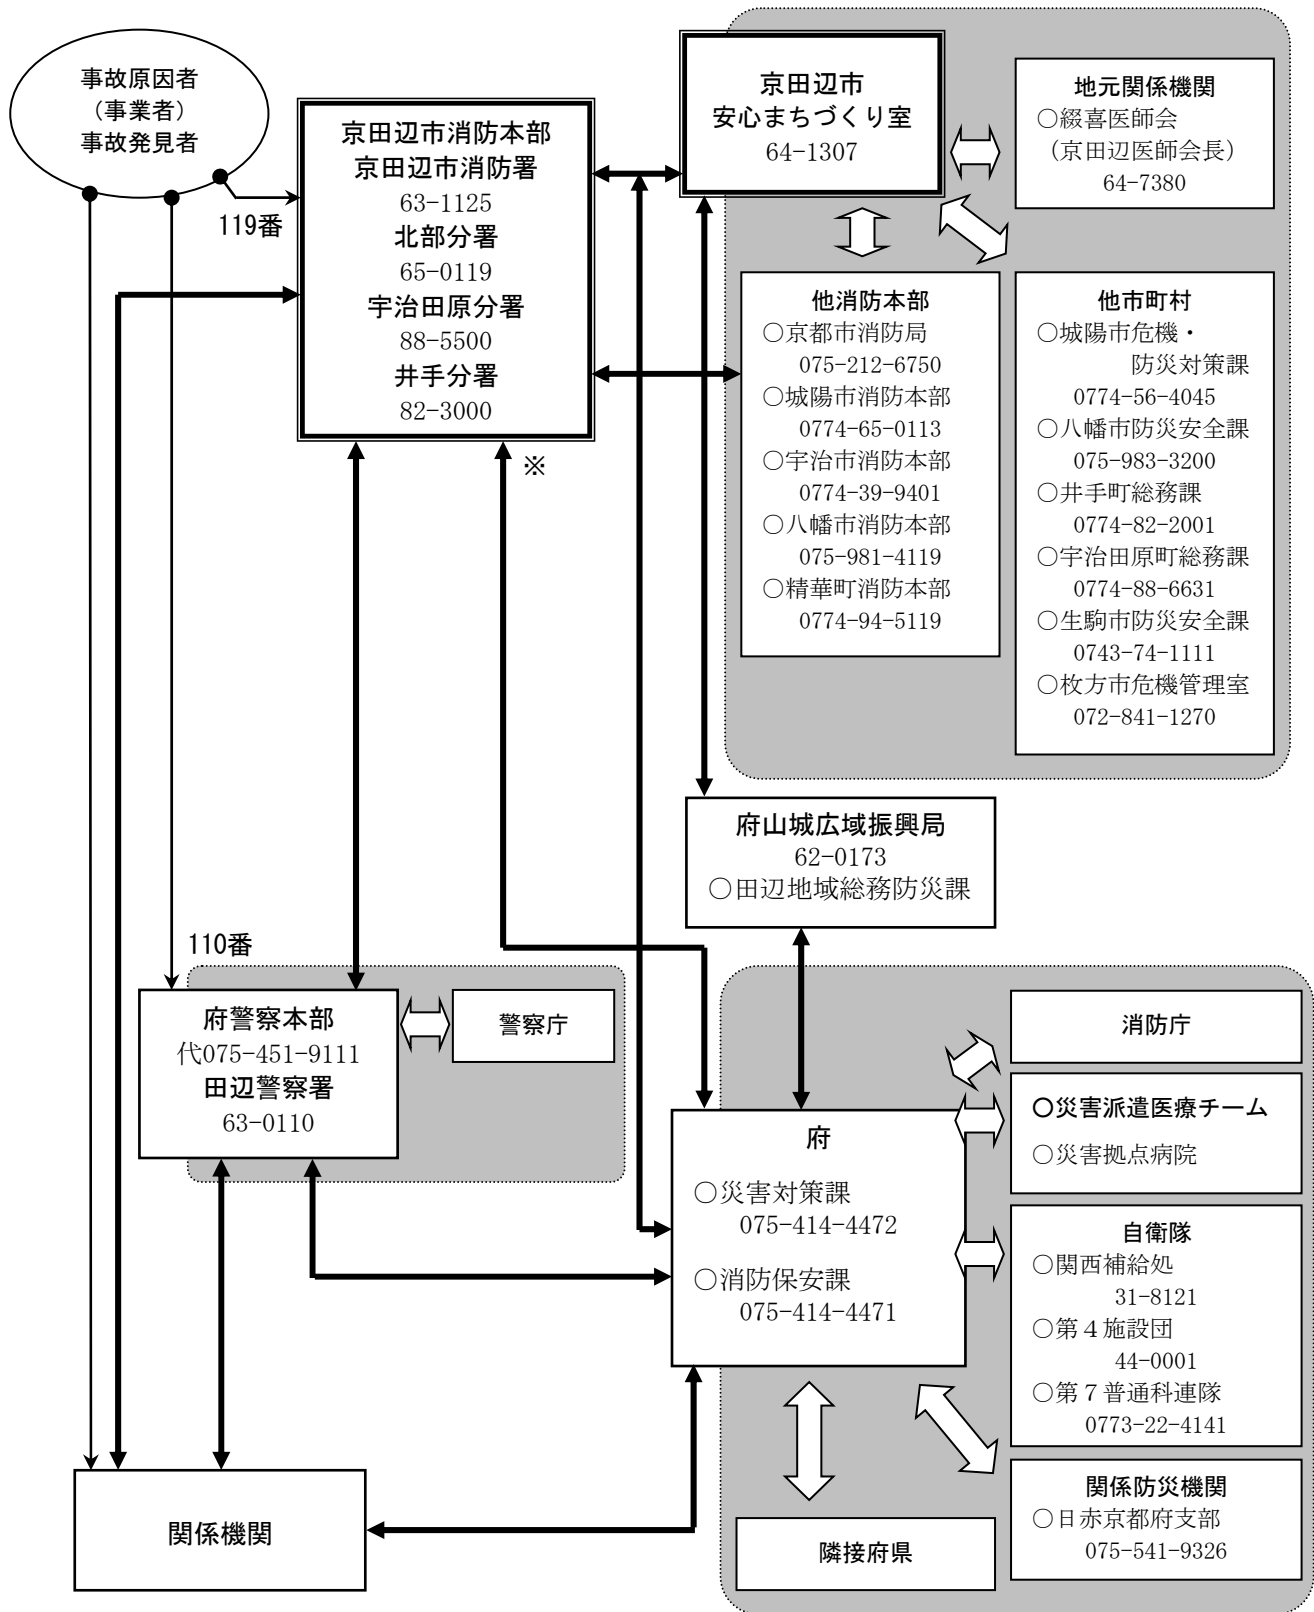 事故原因者
（事業者）
事故発見者
119番
京田辺市消防本部
京田辺市消防署
63-1125
北部分署
65-0119
宇治田原分署
88-5500
井手分署
82-3000
※
京田辺市
安心まちづくり室
64-1307
地元関係機関
○綴喜医師会
（京田辺医師会長）
64-7380
他消防本部
○京都市消防局
075-212-6750
○城陽市消防本部
0774-65-0113
○宇治市消防本部
0774-39-9401
○八幡市消防本部
075-981-4119
○精華町消防本部
0774-94-5119
他市町村
○城陽市危機・
防災対策課
0774-56-4045
○八幡市防災安全課
075-983-3200
○井手町総務課
0774-82-2001
○宇治田原町総務課
0774-88-6631
○生駒市防災安全課
0743-74-1111
○枚方市危機管理室
072-841-1270
府山城広域振興局
62-0173
○田辺地域総務防災課
110番
府警察本部
代075-451-9111
田辺警察署
63-0110
警察庁
府
○災害対策課
075-414-4472
○消防保安課
075-414-4471
消防庁
○災害派遣医療チーム
○災害拠点病院
自衛隊
○関西補給処
31-8121
○第４施設団
44-0001
○第７普通科連隊
0773-22-4141
関係防災機関
○日赤京都府支部
075-541-9326
隣接府県
関係機関